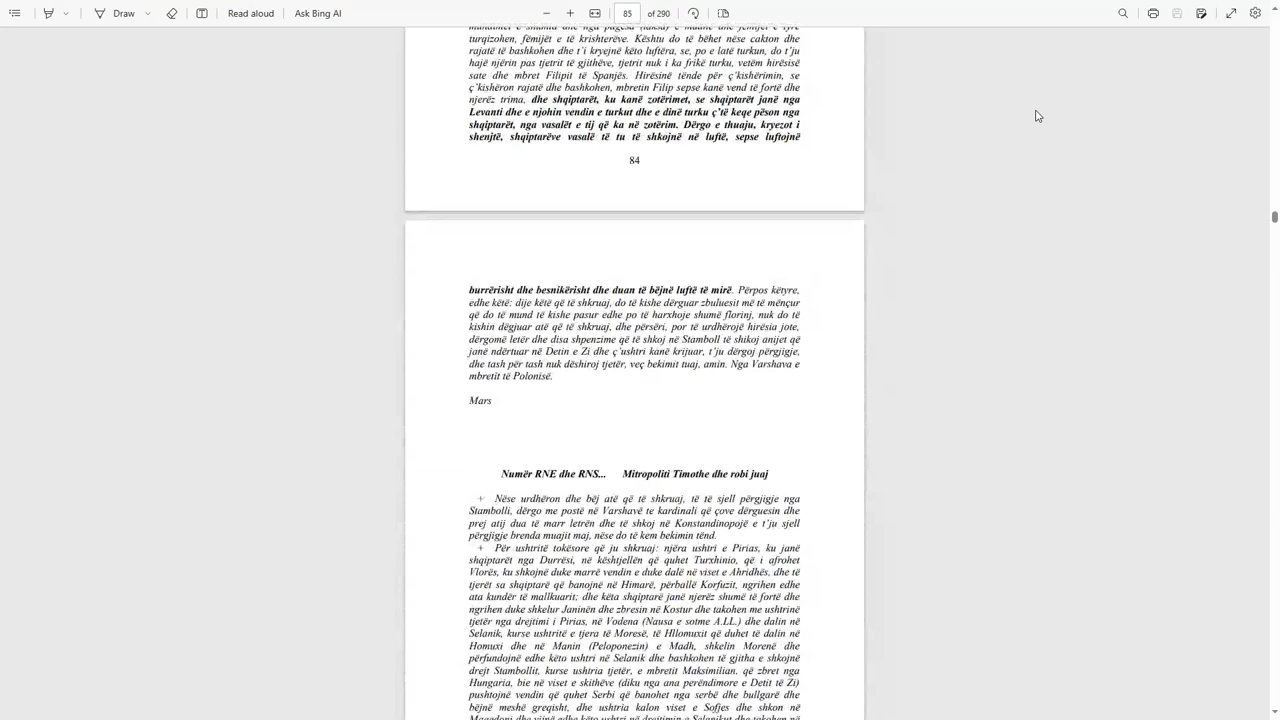 Draw
Read aloud
Ask Bing AI
85
of 290
turqizohen, fëmijët e të krishterëve. Kështu do të bëhet nëse cakton dhe
rajatë të bashkohen dhe t'i kryejnë këto luftëra, se, po e latë turkun, do t'ju
hajë njërin pas tjetrit të gjithëve, tjetrit nuk i ka frikë turku, vetëm hirësisë
sate dhe mbret Filipit të Spanjës. Hirësinë tënde për ç'kishërimin, se
ç'kishëron rajatë dhe bashkohen, mbretin Filip sepse kanë vend të fortë dhe
njerëz trima, dhe shqiptarët, ku kanë zotërimet, se shqiptarët janë nga
Levanti dhe e njohin vendin e turkut dhe e dinë turku ç'të keqe pëson nga
shqiptarët, nga vasalët e tij që ka në zotërim. Dërgo e thuaju, kryezot i
shenjtë, shqiptarëve vasalë të tu të shkojnë në luftë, sepse luftojnë
84
burrërisht dhe besnikërisht dhe duan të bëjnë luftë të mirë. Përpos këtyre,
edhe këtë: dije këtë që të shkruaj, do të kishe dërguar zbuluesit më të mënçur
që do të mund të kishe pasur edhe po të harxhoje shumë florinj, nuk do të
kishin dëgjuar atë që të shkruaj, dhe përsëri, por të urdhërojë hirësia jote,
dërgomë letër dhe disa shpenzime që të shkoj në Stamboll të shikoj anijet që
janë ndërtuar në Detin e Zi dhe ç'ushtri kanë krijuar, t'ju dërgoj përgjigje,
dhe tash për tash nuk dëshiroj tjetër, veç bekimit tuaj, amin. Nga Varshava e
mbretit të Polonisë.
Mars
Numër RNE dhe RNS... Mitropoliti Timothe dhe robi juaj
+ Nëse urdhëron dhe bëj atë që të shkruaj, të të sjell përgjigje nga
Stambolli, dërgo me postë në Varshavë te kardinali që çove dërguesin dhe
prej atij dua të marr letrën dhe të shkoj në Konstandinopojë e t'ju sjell
përgjigje brenda muajit maj, nëse do të kem bekimin tënd.
+ Për ushtritë tokësore që ju shkruaj: njëra ushtri e Pirias, ku janë
shqiptarët nga Durrësi, në kështjellën që quhet Turxhinio, që i afrohet
Vlorës, ku shkojnë duke marrë vendin e duke dalë në viset e Ahridhës, dhe të
tjerët sa shqiptarë që banojnë në Himarë, përballë Korfuzit, ngrihen edhe
ata kundër të mallkuarit; dhe këta shqiptarë janë njerëz shumë të fortë dhe
ngrihen duke shkelur Janinën dhe zbresin në Kostur dhe takohen me ushtrinë
tjetër nga drejtimi i Pirias, në Vodena (Nausa e sotme A.LL.) dhe dalin në
Selanik, kurse ushtritë e tjera të Moresë, të Hllomuxit që duhet të dalin në
Homuxi dhe në Manin (Peloponezin) e Madh, shkelin Morenë dhe
përfundojnë edhe këto ushtri në Selanik dhe bashkohen të gjitha e shkojnë
drejt Stambollit, kurse ushtria tjetër, e mbretit Maksimilian, që zbret nga
Hungaria, bie në viset e skithëve (diku nga ana perëndimore e Detit të Zi)
pushtojnë vendin që quhet Serbi që banohet nga serbë dhe bullgarë dhe
bëjnë meshë greqisht, dhe ushtria kalon viset e Sofjes dhe shkon në